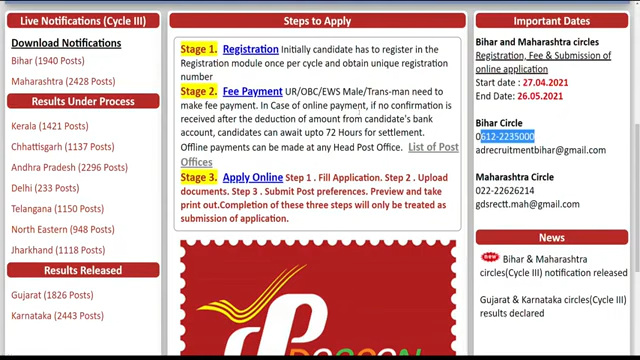 Live Notifications (Cycle III)
Download Notifications
Bihar (1940 Posts)
Maharashtra (2428 Posts)
Results Under Process
Kerala (1421 Posts)
Chhattisgarh (1137 Posts)
Andhra Pradesh (2296 Posts)
Delhi (233 Posts)
Telangana (1150 Posts)
North Eastern (948 Posts)
Jharkhand (1118 Posts)
Results Released
Gujarat (1826 Posts)
Karnataka (2443 Posts)
Steps to Apply
Stage 1. Registration Initially candidate has to register in the
Registration module once per cycle and obtain unique registration
number
Stage 2. Fee Payment UR/OBC/EWS Male/Trans-man need to
make fee payment. In Case of online payment, if no confirmation is
received after the deduction of amount from candidate's bank
account, candidates can await upto 72 Hours for settlement.
Offline payments can be made at any Head Post Office. List of Post
Offices
Stage 3. Apply Online Step 1 . Fill Application. Step 2 . Upload
documents. Step 3 . Submit Post preferences. Preview and take
print out.Completion of these three steps will only be treated as
submission of application.
Important Dates
Bihar and Maharashtra circles
Registration, Fee & Submission of
online application
Start date : 27.04.2021
End Date: 26.05.2021
Bihar Circle
0612-2235000
adrecruitmentbihar@gmail.com
Maharashtra Circle
022-22626214
gdsrectt.mah@gmail.com
News
new Bihar & Maharashtra
circles(Cycle III) notification released
Gujarat & Karnataka circles(Cycle III)
results declared